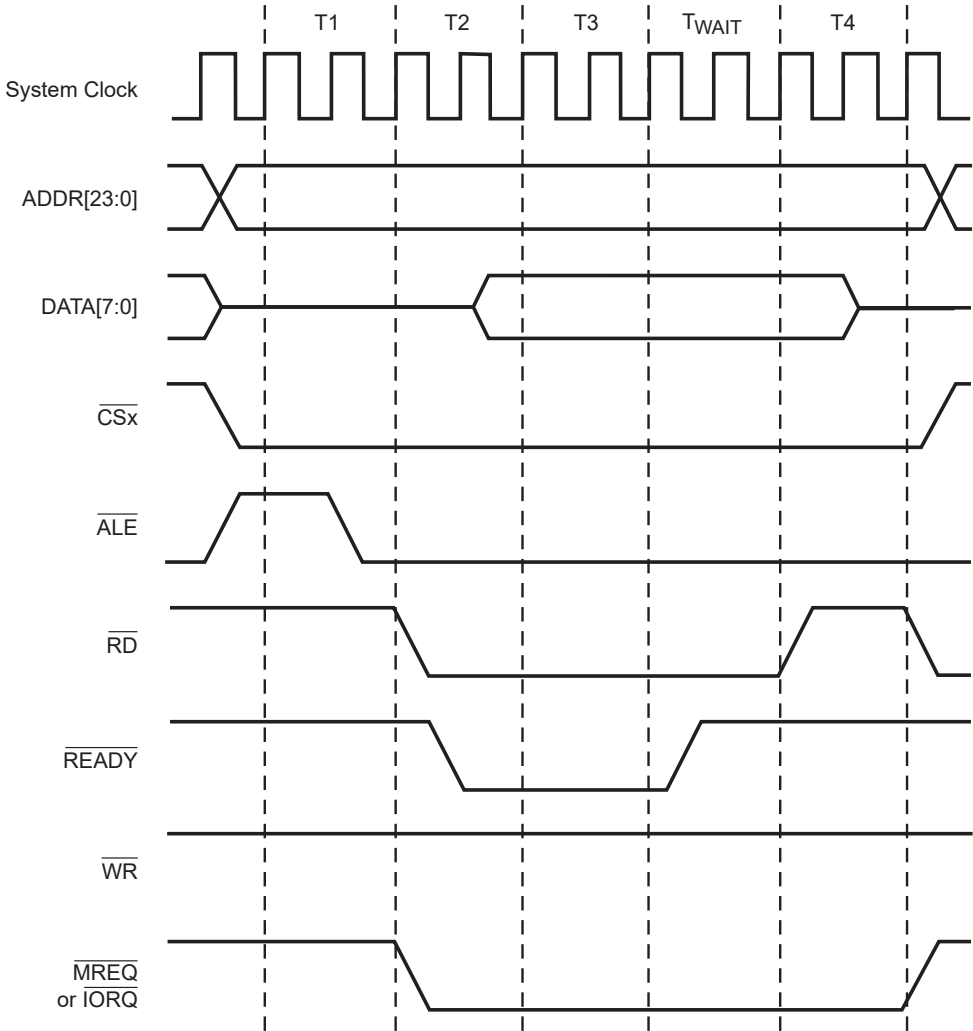 T1 T2 T3 TWAIT T4
System Clock
ADDR[23:0]
DATA[7:0]
CSx
ALE
RD
READY
WR
MREQ
or IORQ